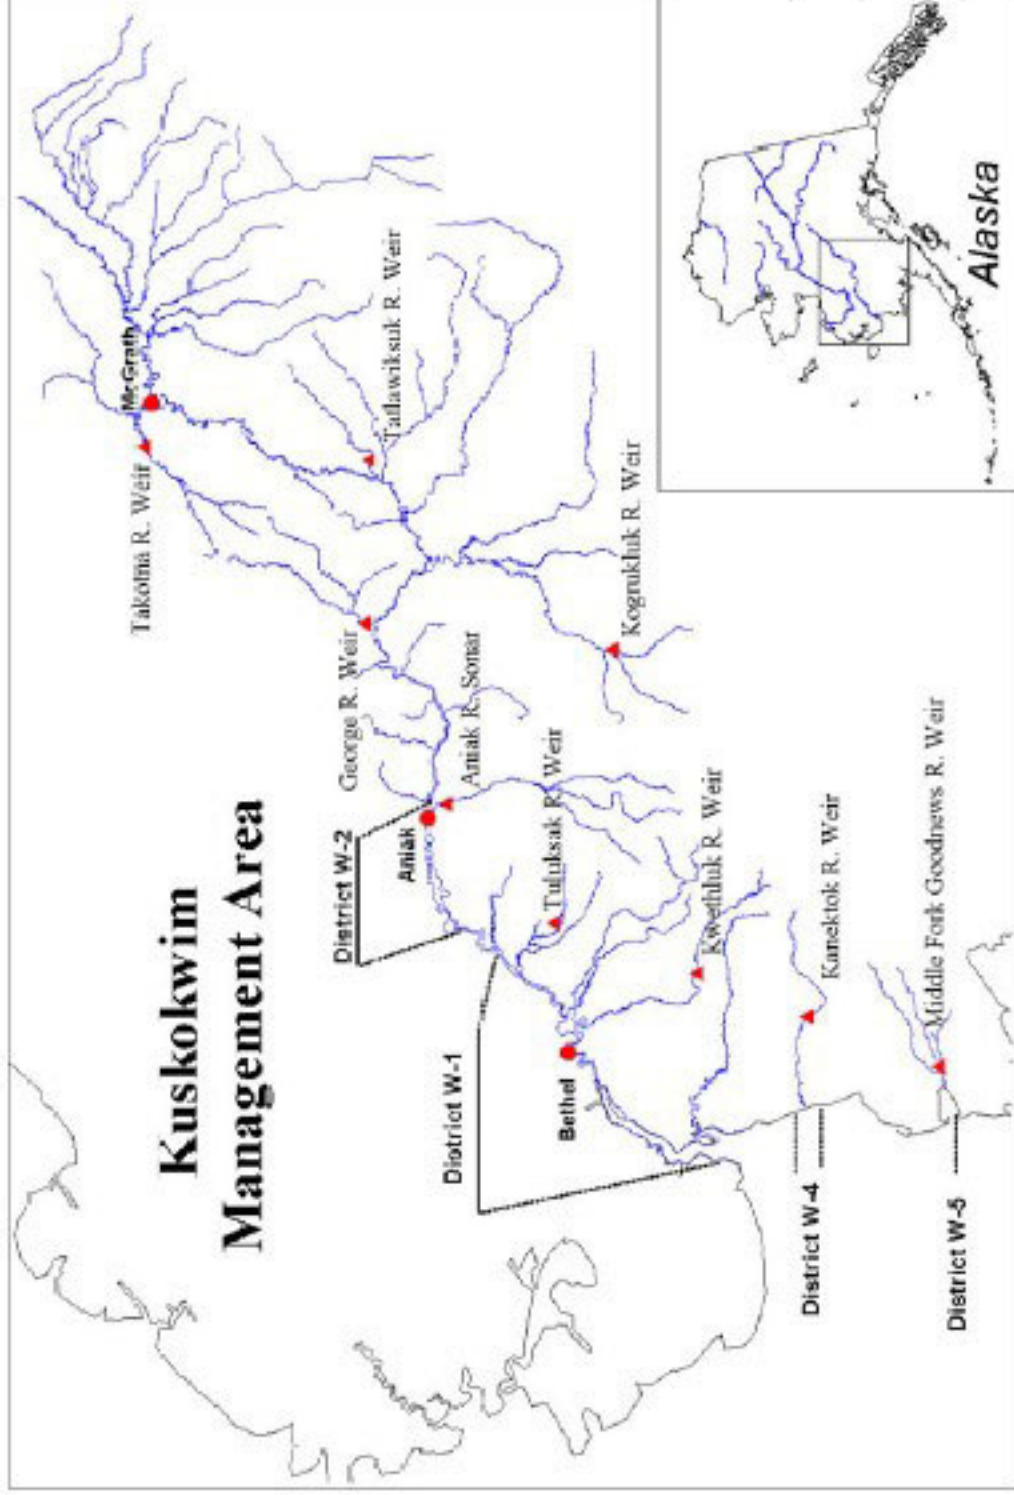 Kuskokwim
Management Area
McGrath
Takotna R. Weir
Tatlawiksuk R. Weir
George R. Weir
Kogrukluk R. Weir
District W-2
Aniak
Aniak R. Sonar
Tuluksak R. Weir
District W-1
Bethel
Kwethluk R. Weir
Kanektok R. Weir
District W-4
Middle Fork Goodnews R. Weir
District W-5
Alaska